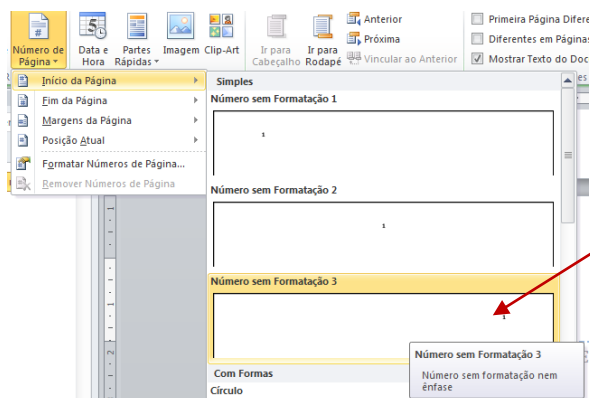 Anterior
Primeira Página Difere
Próxima
Diferentes em Páginas
Número de Página
Data e Hora
Partes Rápidas
Imagem
Clip-Art
Ir para Cabeçalho
Ir para Rodapé
Vincular ao Anterior
Mostrar Texto do Doc
Início da Página
Fim da Página
Margens da Página
Posição Atual
Formatar Números de Página...
Remover Números de Página
Simples
Número sem Formatação 1
1
Número sem Formatação 2
1
Número sem Formatação 3
1
Número sem Formatação 3
Número sem formatação nem
ênfase
Com Formas
Círculo